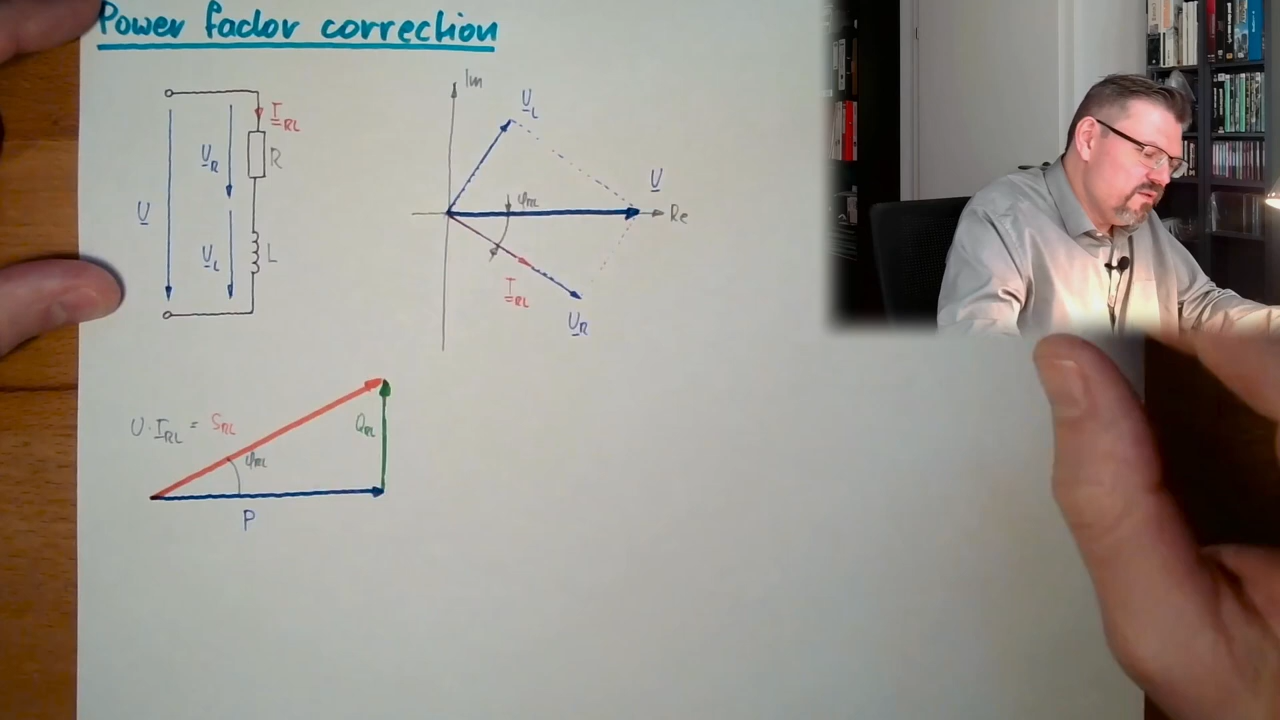 Power factor correction
I_RL
U_R
R
U
U_L
L
Im
U_L
U
φ_RL
Re
I_RL
U_R
U · I_RL = S_RL
Q_RL
φ_RL
P